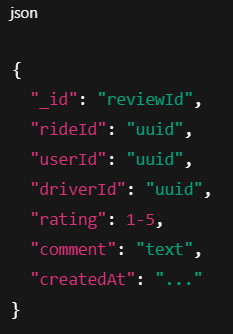 json
{
"_id": "reviewId",
"rideId": "uuid",
"userId": "uuid",
"driverId": "uuid",
"rating": 1-5,
"comment": "text",
"createdAt": "..."
}